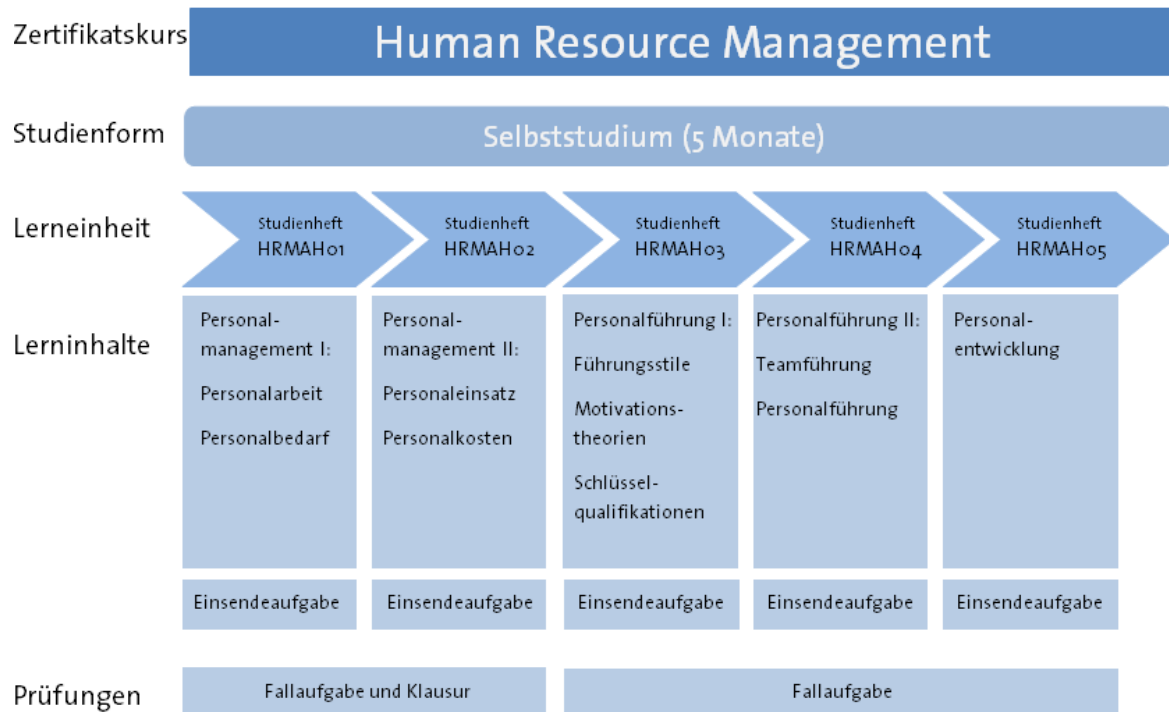 Zertifikatskurs
Human Resource Management
Studienform
Selbststudium (5 Monate)
Lerneinheit
Studienheft
HRMAH01
Studienheft
HRMAH02
Studienheft
HRMAH03
Studienheft
HRMAH04
Studienheft
HRMAH05
Lerninhalte
Personal-
management I:
Personalarbeit
Personalbedarf
Personal-
management II:
Personaleinsatz
Personalkosten
Personalführung I:
Führungsstile
Motivations-
theorien
Schlüssel-
qualifikationen
Personalführung II:
Teamführung
Personalführung
Personal-
entwicklung
Einsendeaufgabe
Einsendeaufgabe
Einsendeaufgabe
Einsendeaufgabe
Einsendeaufgabe
Prüfungen
Fallaufgabe und Klausur
Fallaufgabe